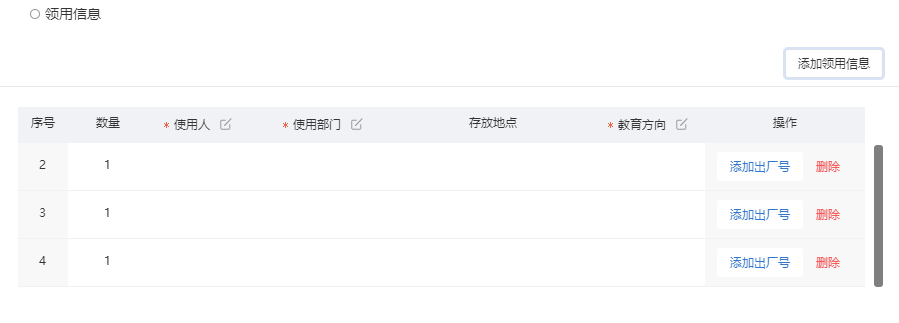 领用信息
添加领用信息
序号 数量 * 使用人 * 使用部门 存放地点 * 教育方向 操作
2 1 添加出厂号 删除
3 1 添加出厂号 删除
4 1 添加出厂号 删除